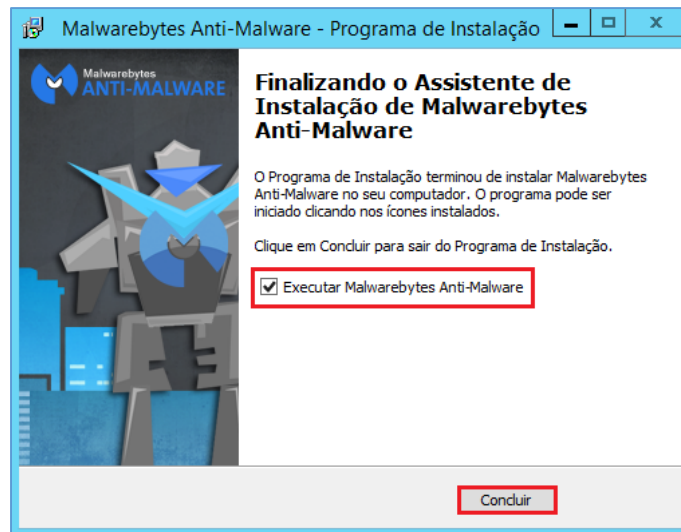 Malwarebytes Anti-Malware - Programa de Instalação
Malwarebytes
ANTI-MALWARE
Finalizando o Assistente de
Instalação de Malwarebytes
Anti-Malware
O Programa de Instalação terminou de instalar Malwarebytes
Anti-Malware no seu computador. O programa pode ser
iniciado clicando nos ícones instalados.
Clique em Concluir para sair do Programa de Instalação.
Executar Malwarebytes Anti-Malware
Concluir